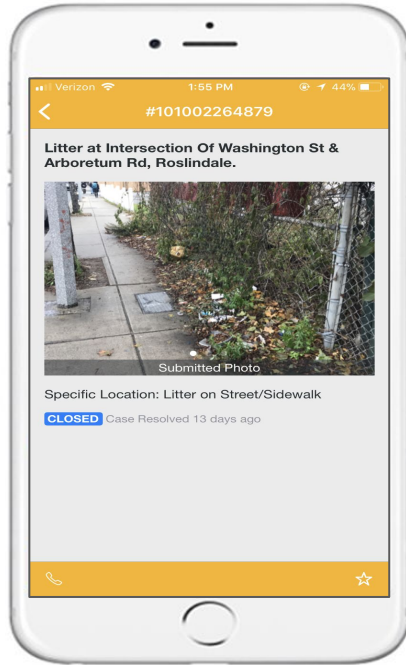 Verizon 1:55 PM 44%
#101002264879
Litter at Intersection Of Washington St &
Arboretum Rd, Roslindale.
Submitted Photo
Specific Location: Litter on Street/Sidewalk
CLOSED Case Resolved 13 days ago